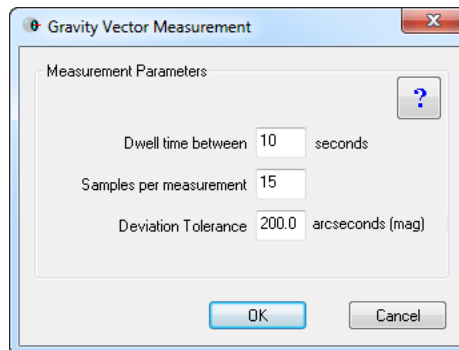 Gravity Vector Measurement
Measurement Parameters
?
Dwell time between 10 seconds
Samples per measurement 15
Deviation Tolerance 200.0 arcseconds (mag)
OK Cancel